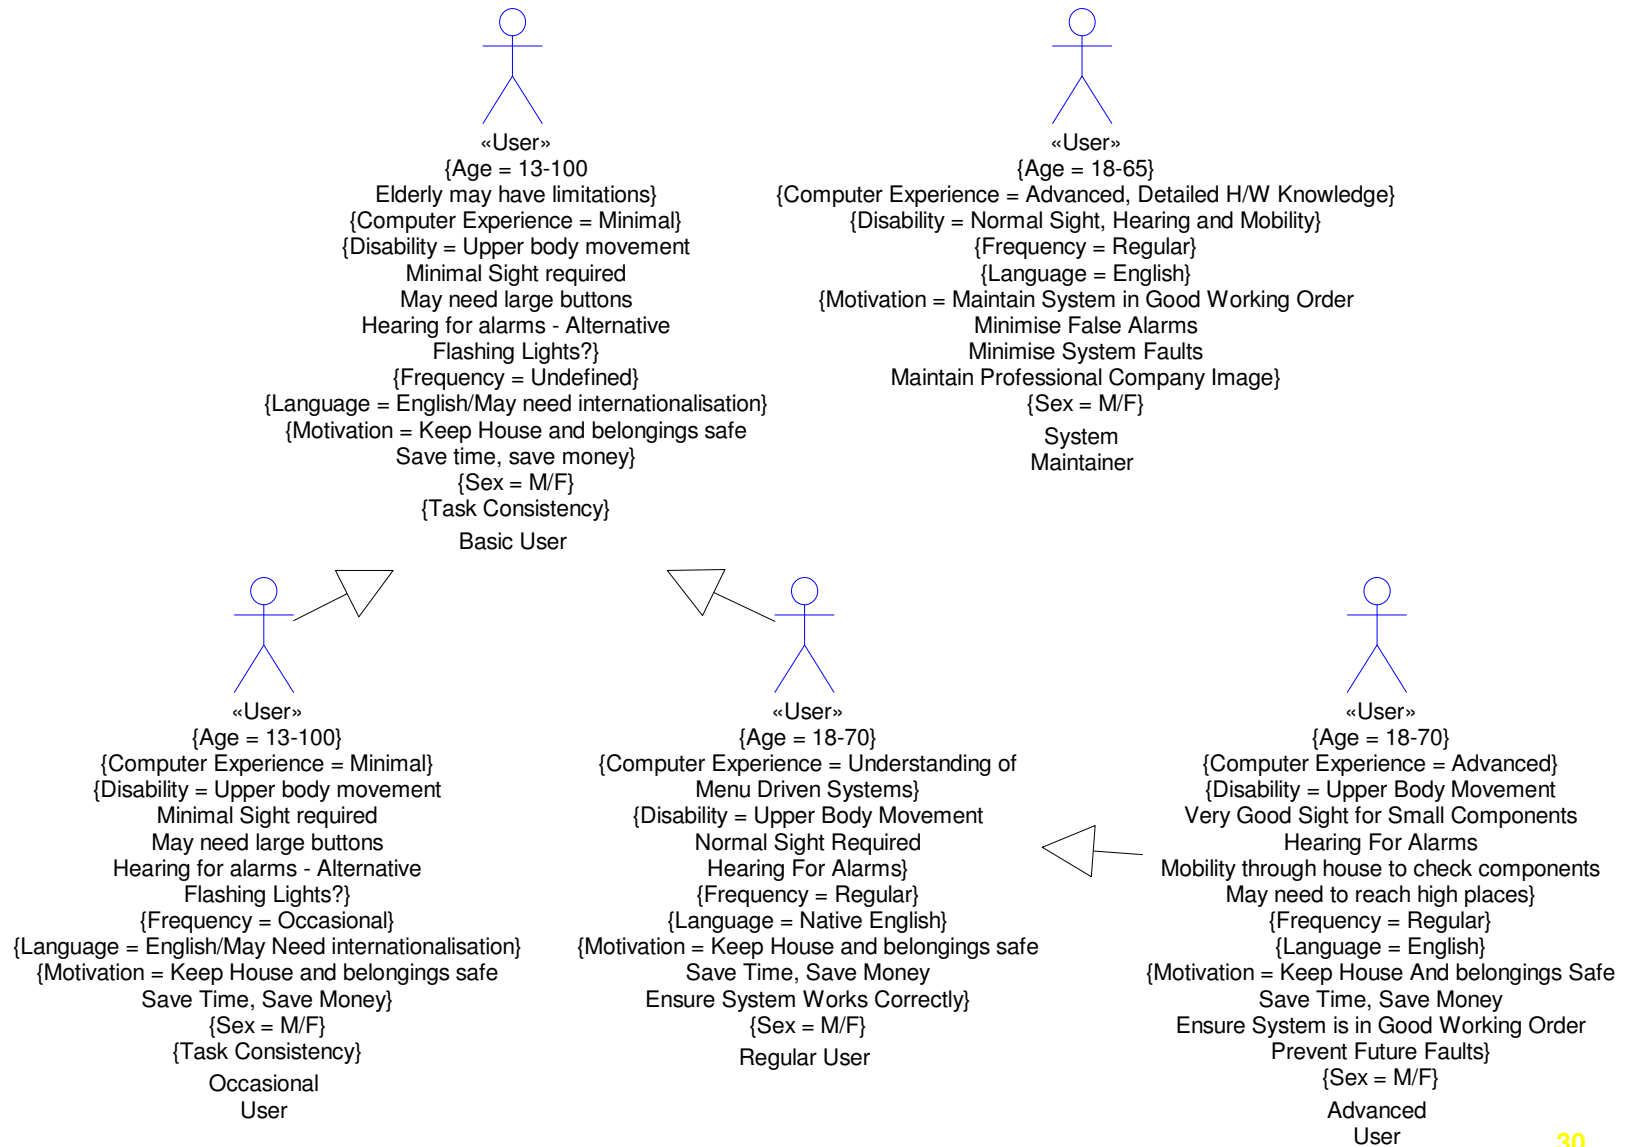 «User»
{Age = 13-100
Elderly may have limitations}
{Computer Experience = Minimal}
{Disability = Upper body movement
Minimal Sight required
May need large buttons
Hearing for alarms - Alternative
Flashing Lights?}
{Frequency = Undefined}
{Language = English/May need internationalisation}
{Motivation = Keep House and belongings safe
Save time, save money}
{Sex = M/F}
{Task Consistency}
Basic User
«User»
{Age = 18-65}
{Computer Experience = Advanced, Detailed H/W Knowledge}
{Disability = Normal Sight, Hearing and Mobility}
{Frequency = Regular}
{Language = English}
{Motivation = Maintain System in Good Working Order
Minimise False Alarms
Minimise System Faults
Maintain Professional Company Image}
{Sex = M/F}
System
Maintainer
«User»
{Age = 13-100}
{Computer Experience = Minimal}
{Disability = Upper body movement
Minimal Sight required
May need large buttons
Hearing for alarms - Alternative
Flashing Lights?}
{Frequency = Occasional}
{Language = English/May Need internationalisation}
{Motivation = Keep House and belongings safe
Save Time, Save Money}
{Sex = M/F}
{Task Consistency}
Occasional
User
«User»
{Age = 18-70}
{Computer Experience = Understanding of
Menu Driven Systems}
{Disability = Upper Body Movement
Normal Sight Required
Hearing For Alarms}
{Frequency = Regular}
{Language = Native English}
{Motivation = Keep House and belongings safe
Save Time, Save Money
Ensure System Works Correctly}
{Sex = M/F}
Regular User
«User»
{Age = 18-70}
{Computer Experience = Advanced}
{Disability = Upper Body Movement
Very Good Sight for Small Components
Hearing For Alarms
Mobility through house to check components
May need to reach high places}
{Frequency = Regular}
{Language = English}
{Motivation = Keep House And belongings Safe
Save Time, Save Money
Ensure System is in Good Working Order
Prevent Future Faults}
{Sex = M/F}
Advanced
User
30